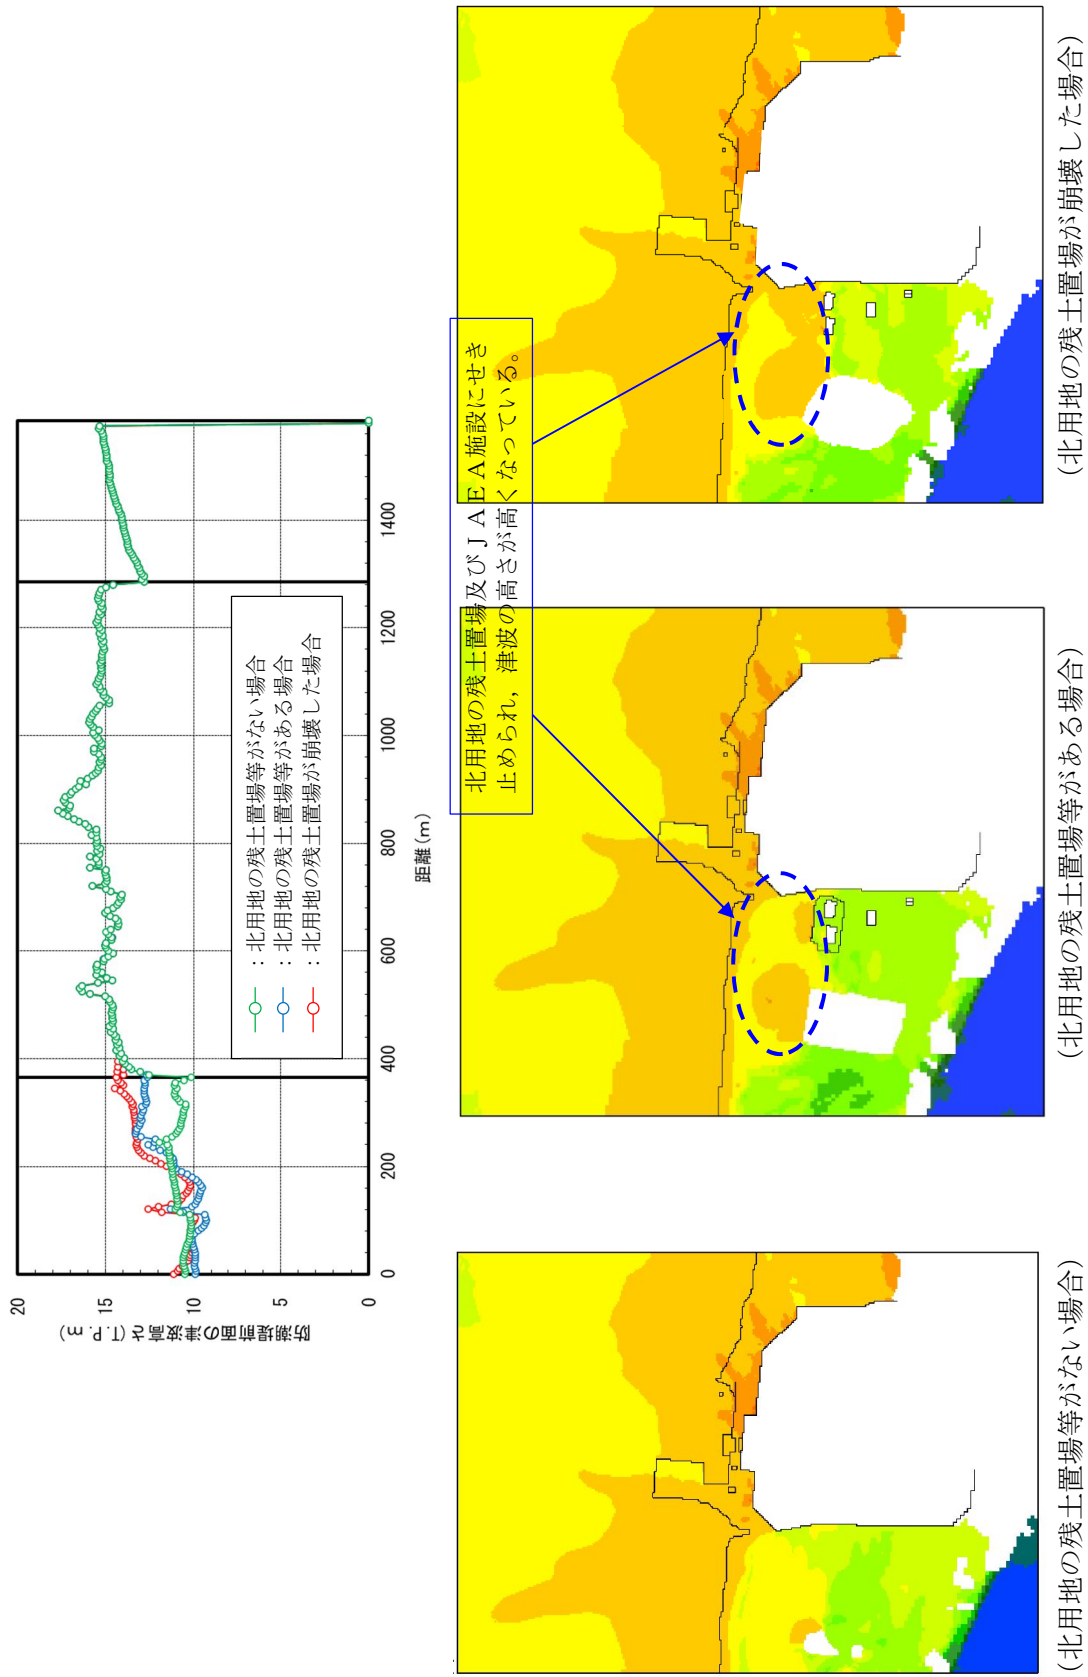 防潮堤前面の津波高さ(T.P.m)
20
15
10
5
0
0
200
400
600
800
1000
1200
1400
距離(m)
：北用地の残土置場等がない場合
：北用地の残土置場等がある場合
：北用地の残土置場が崩壊した場合
北用地の残土置場及びＪＡＥＡ施設にせき
止められ，津波の高さが高くなっている。
(北用地の残土置場等がない場合)
(北用地の残土置場等がある場合)
(北用地の残土置場が崩壊した場合)